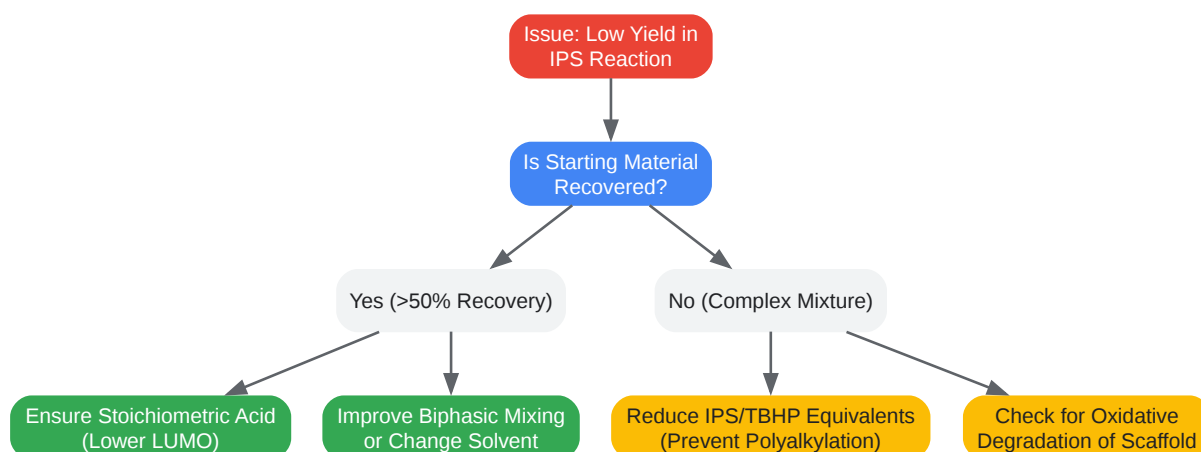 Issue: Low Yield in
IPS Reaction
Is Starting Material
Recovered?
Yes (>50% Recovery)
No (Complex Mixture)
Ensure Stoichiometric Acid
(Lower LUMO)
Improve Biphasic Mixing
or Change Solvent
Reduce IPS/TBHP Equivalents
(Prevent Polyalkylation)
Check for Oxidative
Degradation of Scaffold